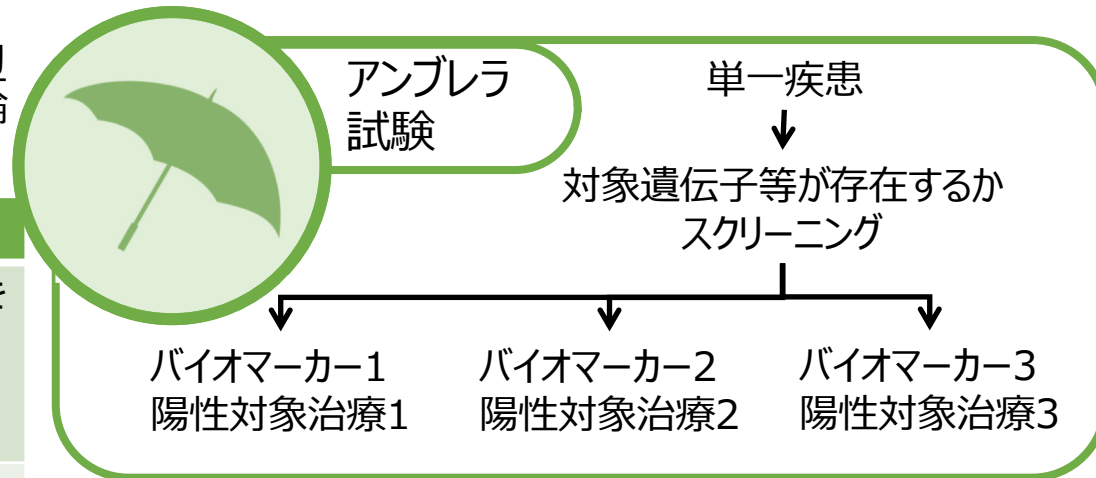 アンブレラ
試験
単一疾患
対象遺伝子等が存在するか
スクリーニング
バイオマーカー1
陽性対象治療1
バイオマーカー2
陽性対象治療2
バイオマーカー3
陽性対象治療3